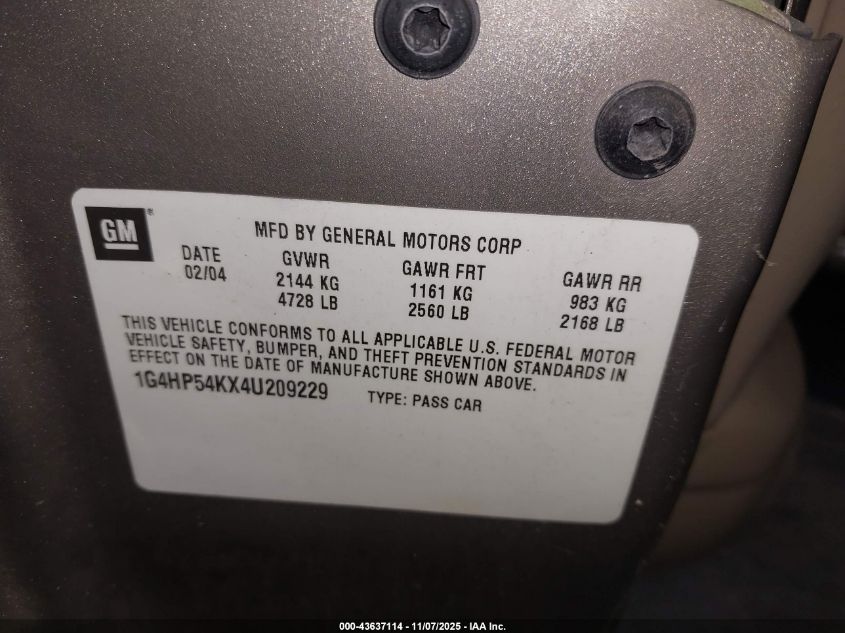 GM
MFD BY GENERAL MOTORS CORP
DATE GVWR GAWR FRT GAWR RR
02/04 2144 KG 1161 KG 983 KG
4728 LB 2560 LB 2168 LB
THIS VEHICLE CONFORMS TO ALL APPLICABLE U.S. FEDERAL MOTOR
VEHICLE SAFETY, BUMPER, AND THEFT PREVENTION STANDARDS IN
EFFECT ON THE DATE OF MANUFACTURE SHOWN ABOVE.
1G4HP54KX4U209229 TYPE: PASS CAR
000-43637114 - 11/07/2025 - IAA Inc.